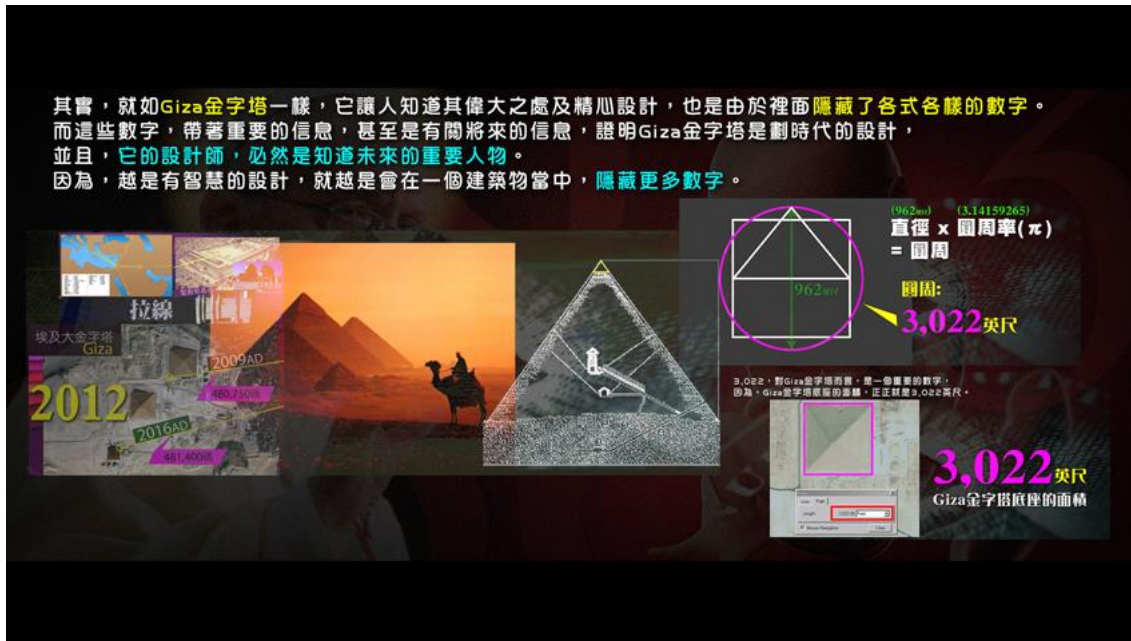 其實,就如Giza金字塔一樣,它讓人知道其偉大之處及精心設計,也是由於裡面隱藏了各式各樣的數字。
而這些數字,帶著重要的信息,甚至是有關將來的信息,證明Giza金字塔是劃時代的設計,
並且,它的設計師,必然是知道未來的重要人物。
因為,越是有智慧的設計,就越是會在一個建築物當中,隱藏更多數字。
(962英呎) (3.14159265)
直徑 x 圓周率(π)
= 圓周
962英呎
圓周:
3,022英尺
拉線
埃及大金字塔
Giza
2009AD
480,750
2012
2016AD
481,400
3,022,對Giza金字塔而言,是一個重要的數字,
因為,Giza金字塔底座的面積,正正就是3,022英尺。
3,022英尺
Giza金字塔底座的面積
Line Path
Length:
Feet
Mouse Navigation
Clear